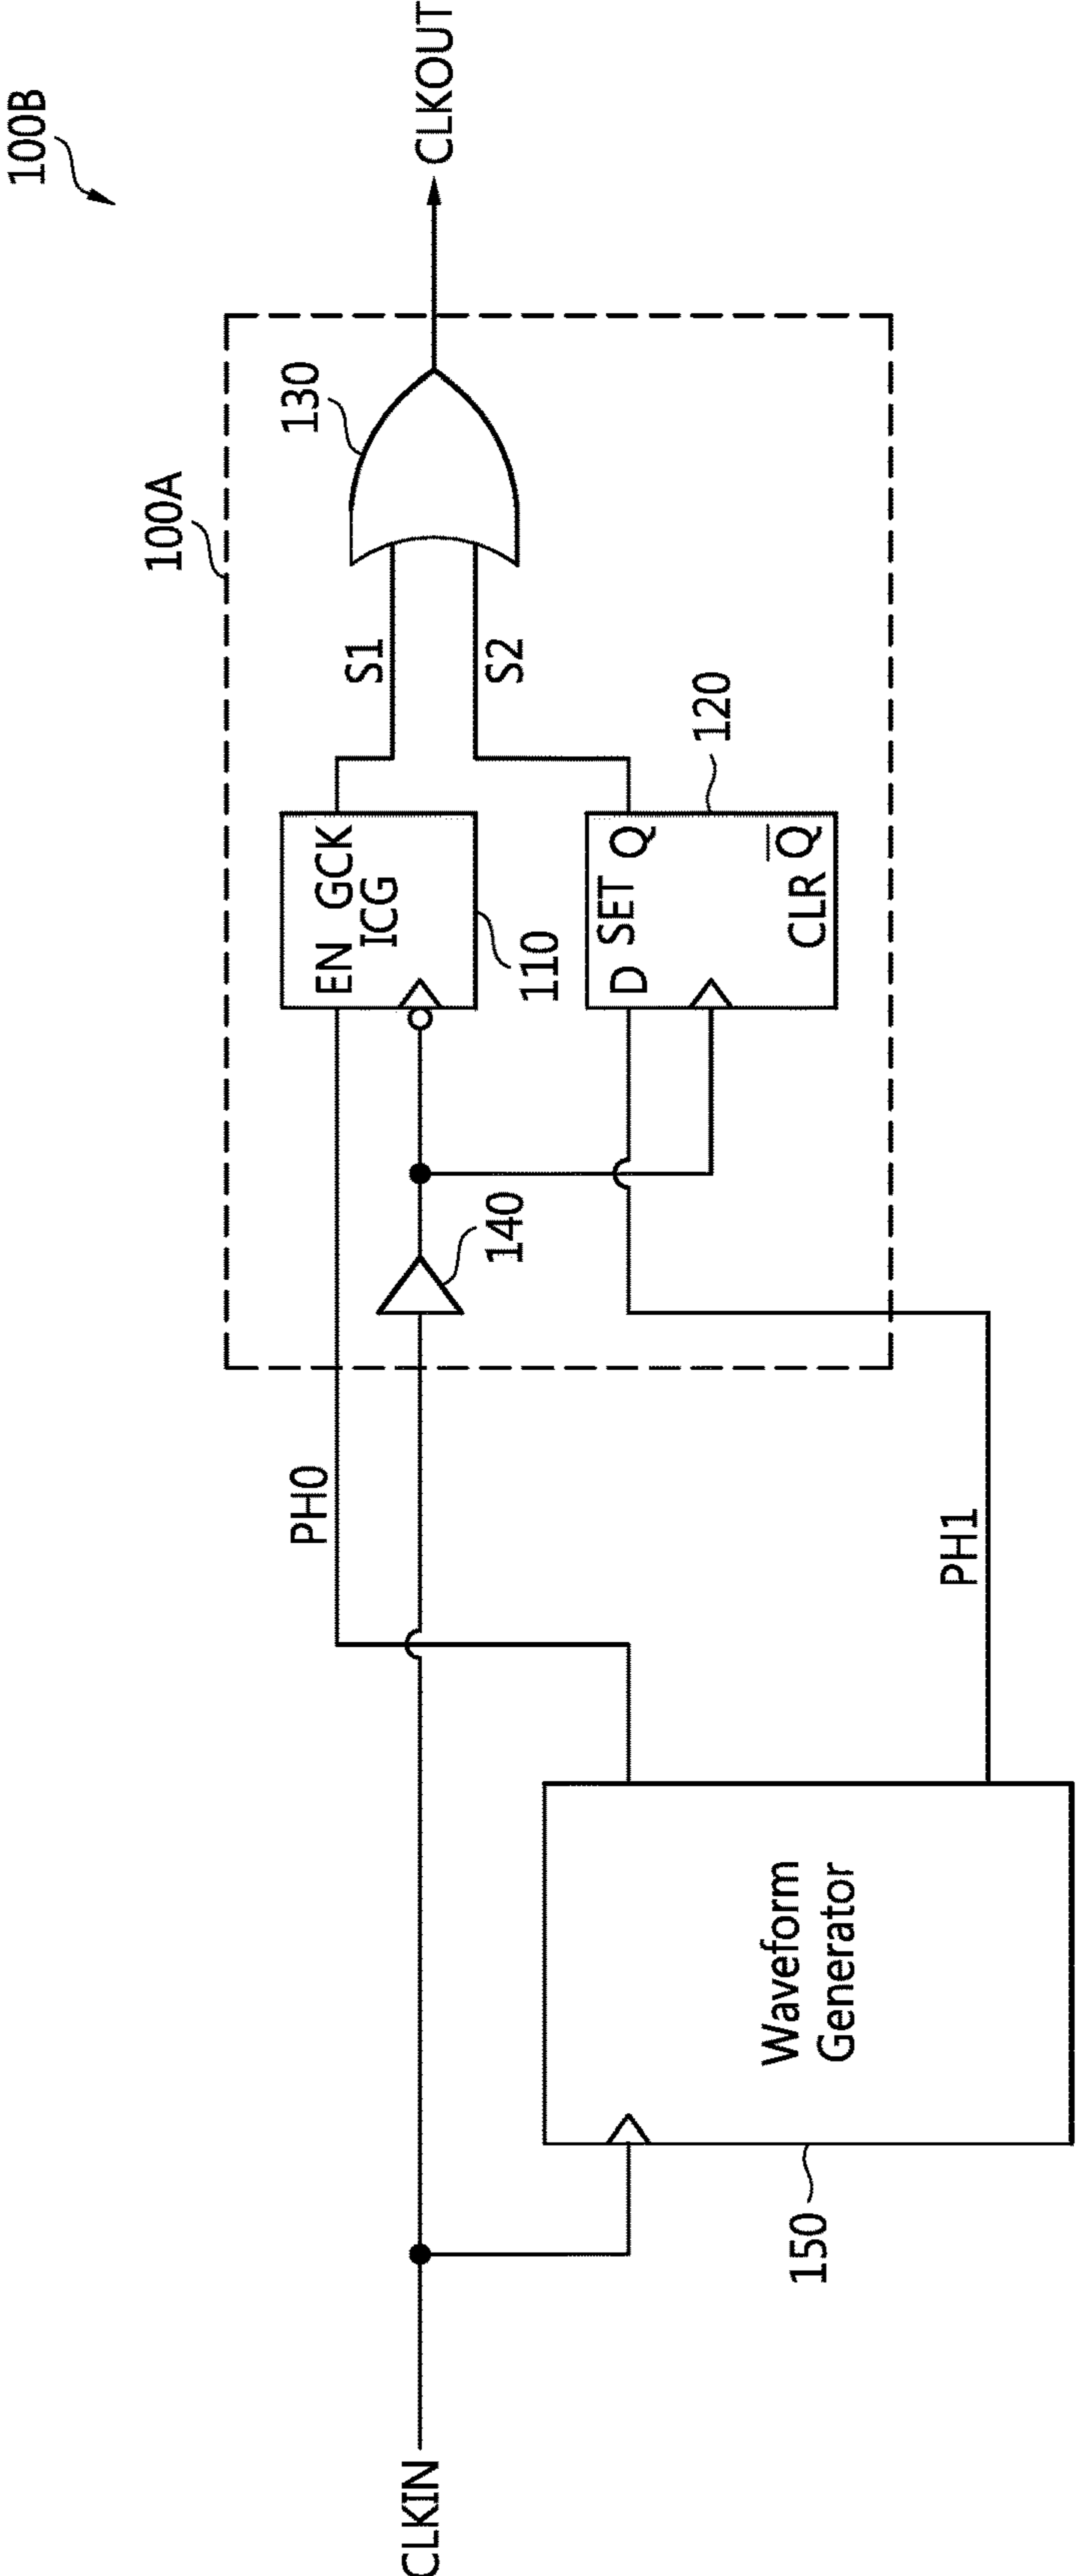 100B
100A
130
CLKOUT
PH0
EN GCK
ICG
S1
CLKIN
140
110
S2
D SET Q
120
CLR Q̅
Waveform
Generator
PH1
150